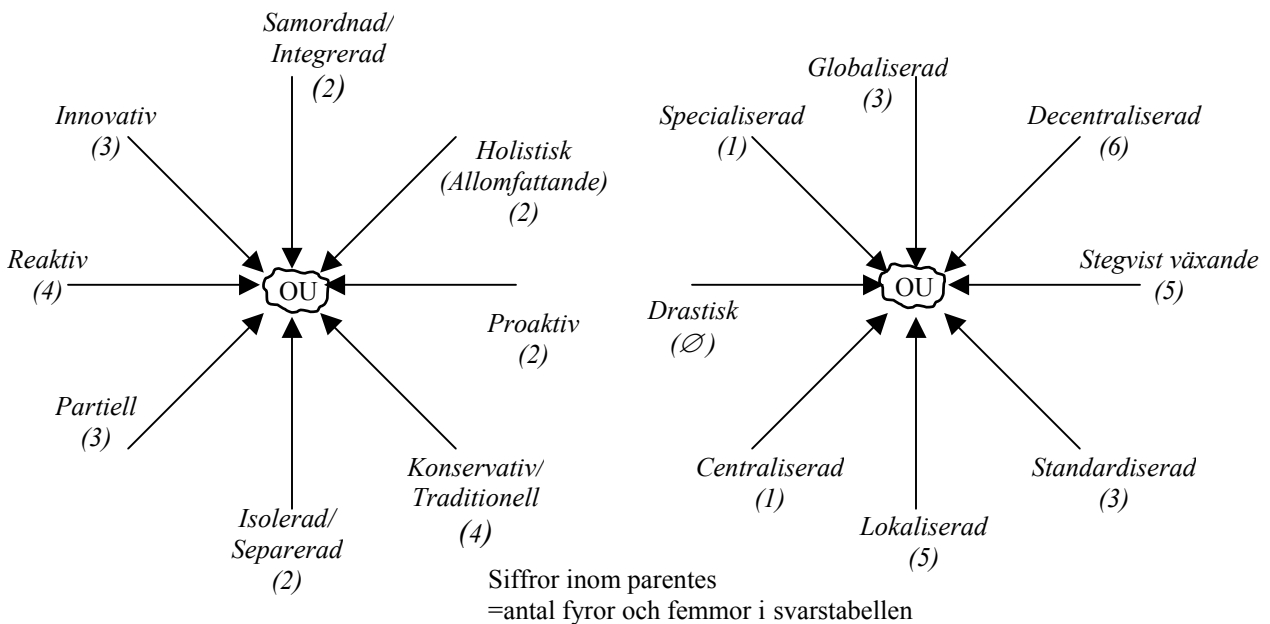 Samordnad/
Integrerad
(2)
Innovativ
(3)
Holistisk
(Allomfattande)
(2)
Reaktiv
(4)
OU
Proaktiv
(2)
Partiell
(3)
Isolerad/
Separerad
(2)
Konservativ/
Traditionell
(4)
Globaliserad
(3)
Specialiserad
(1)
Decentraliserad
(6)
Stegvist växande
(5)
OU
Drastisk
(∅)
Centraliserad
(1)
Lokaliserad
(5)
Standardiserad
(3)
Siffror inom parentes
=antal fyror och femmor i svarstabellen